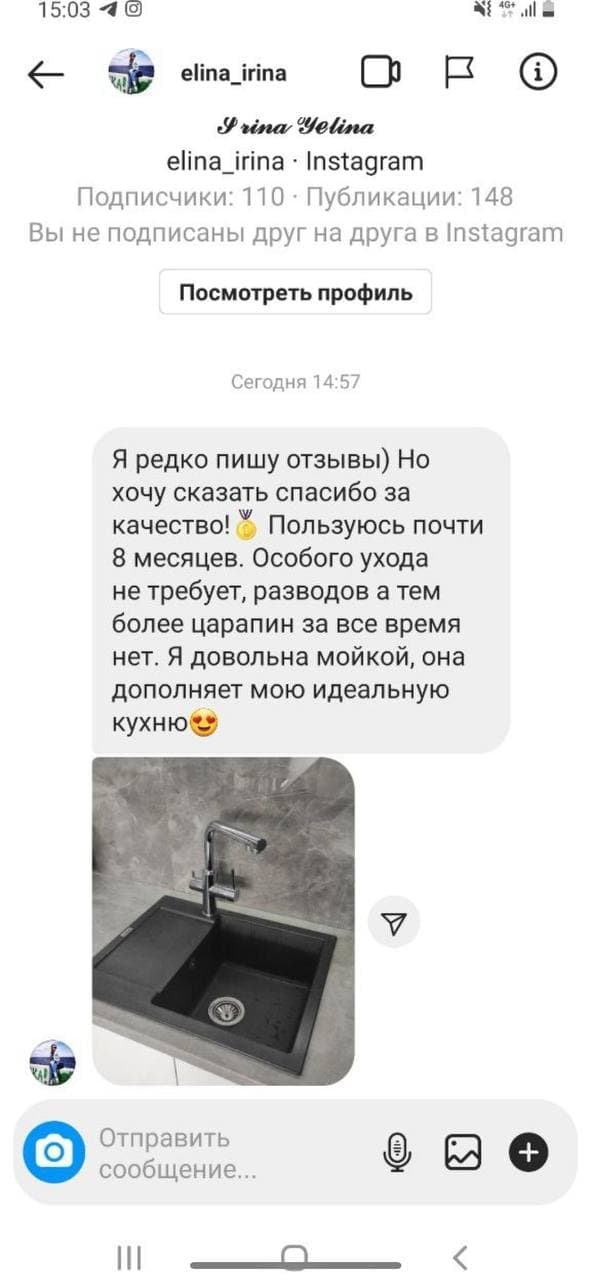 15:03
4G+
elina_irina
Irina Yelina
elina_irina · Instagram
Подписчики: 110 · Публикации: 148
Вы не подписаны друг на друга в Instagram
Посмотреть профиль
Сегодня 14:57
Я редко пишу отзывы) Но
хочу сказать спасибо за
качество!🏅 Пользуюсь почти
8 месяцев. Особого ухода
не требует, разводов а тем
более царапин за все время
нет. Я довольна мойкой, она
дополняет мою идеальную
кухню😍
Отправить
сообщение...